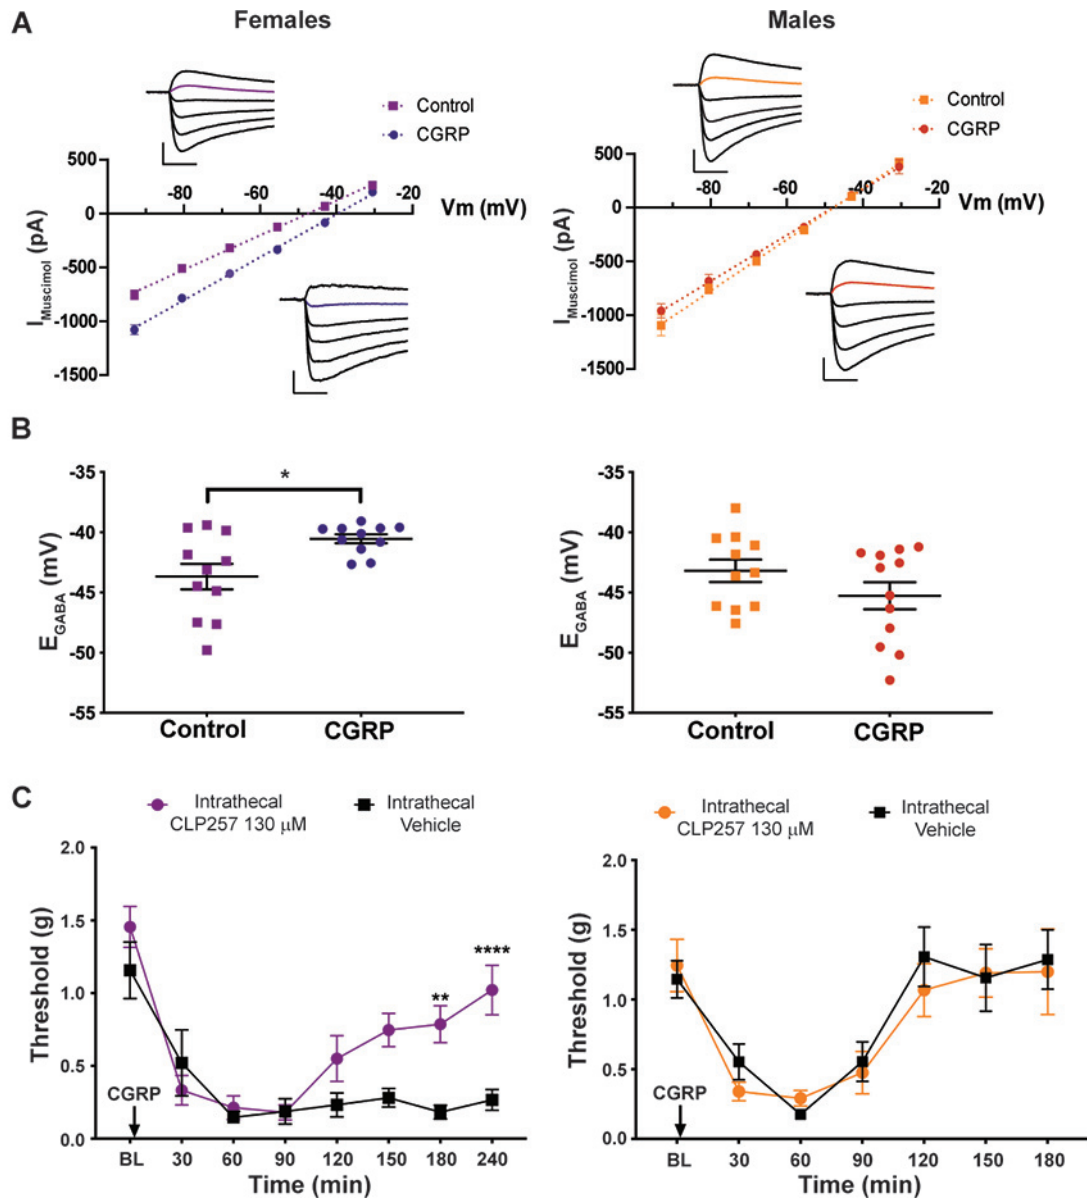 A
Females
Males
Control
CGRP
Control
CGRP
500
0
-500
-1000
-1500
-80
-60
-40
-20
Vm (mV)
I Muscimol (pA)
500
0
-500
-1000
-1500
-80
-60
-40
-20
Vm (mV)
I Muscimol (pA)
B
-35
-40
-45
-50
-55
E GABA (mV)
*
Control
CGRP
-35
-40
-45
-50
-55
E GABA (mV)
Control
CGRP
C
Intrathecal
CLP257 130 μM
Intrathecal
Vehicle
2.0
1.5
1.0
0.5
0.0
Threshold (g)
CGRP
**
****
BL
30
60
90
120
150
180
240
Time (min)
Intrathecal
CLP257 130 μM
Intrathecal
Vehicle
2.0
1.5
1.0
0.5
0.0
Threshold (g)
CGRP
BL
30
60
90
120
150
180
Time (min)